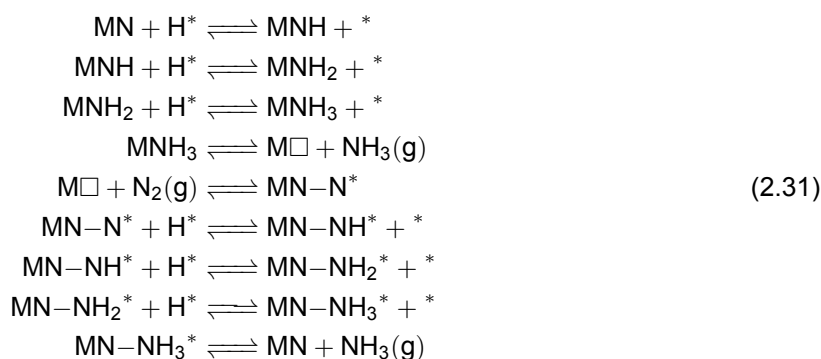 MN + H* ⇌ MNH + *
MNH + H* ⇌ MNH₂ + *
MNH₂ + H* ⇌ MNH₃ + *
MNH₃ ⇌ M□ + NH₃(g)
M□ + N₂(g) ⇌ MN−N* (2.31)
MN−N* + H* ⇌ MN−NH* + *
MN−NH* + H* ⇌ MN−NH₂* + *
MN−NH₂* + H* ⇌ MN−NH₃* + *
MN−NH₃* ⇌ MN + NH₃(g)